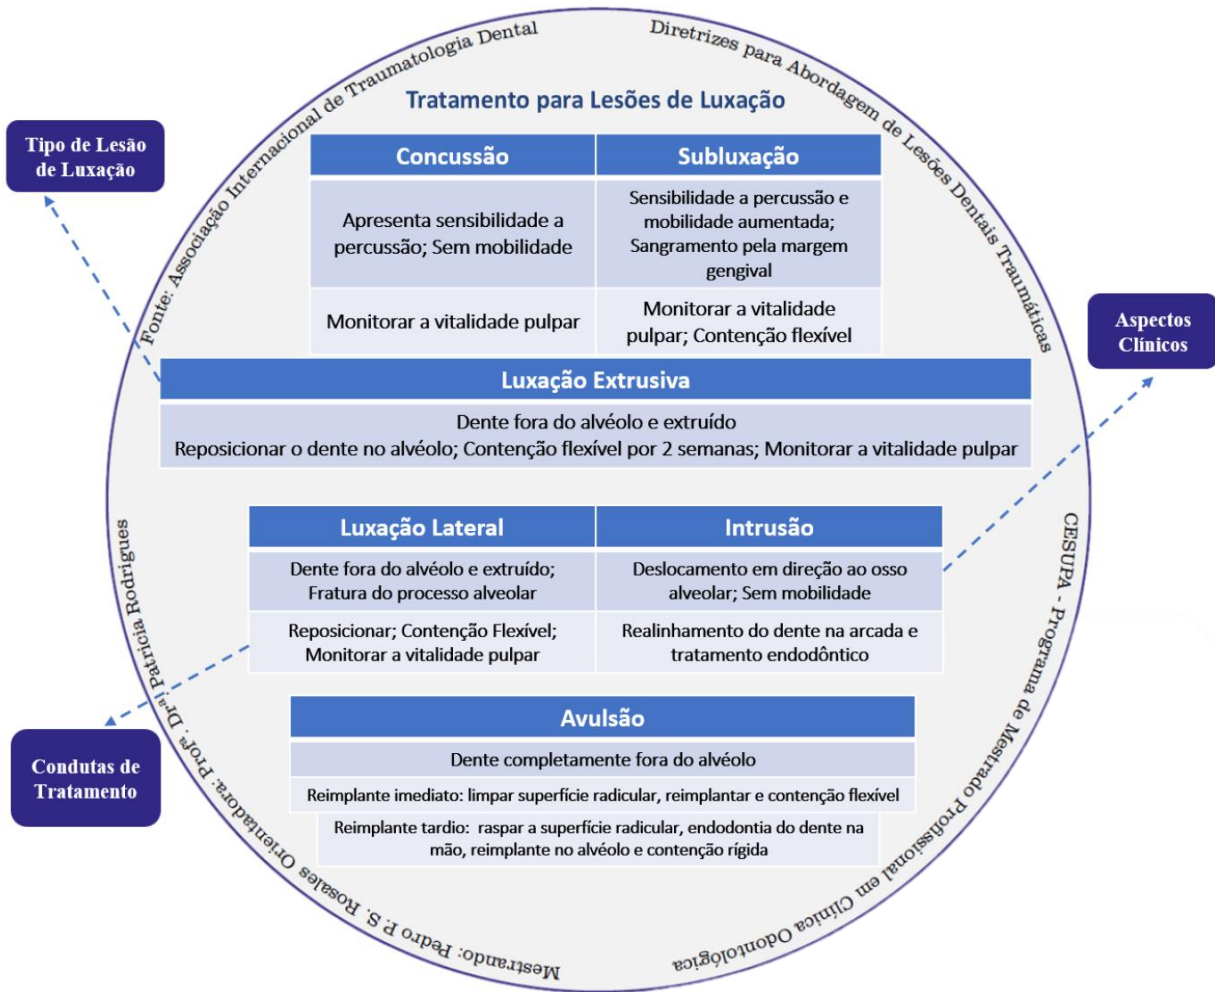 Fonte: Associação Internacional de Traumatologia Dental
Diretrizes para Abordagem de Lesões Dentais Traumáticas
Tratamento para Lesões de Luxação
Tipo de Lesão
de Luxação
Concussão
Subluxação
Apresenta sensibilidade a
percussão; Sem mobilidade
Sensibilidade a percussão e
mobilidade aumentada;
Sangramento pela margem
gengival
Monitorar a vitalidade pulpar
Monitorar a vitalidade
pulpar; Contenção flexível
Aspectos
Clínicos
Luxação Extrusiva
Dente fora do alvéolo e extruído
Reposicionar o dente no alvéolo; Contenção flexível por 2 semanas; Monitorar a vitalidade pulpar
Luxação Lateral
Intrusão
Dente fora do alvéolo e extruído;
Fratura do processo alveolar
Deslocamento em direção ao osso
alveolar; Sem mobilidade
Reposicionar; Contenção Flexível;
Monitorar a vitalidade pulpar
Realinhamento do dente na arcada e
tratamento endodôntico
Condutas de
Tratamento
Avulsão
Dente completamente fora do alvéolo
Reimplante imediato: limpar superfície radicular, reimplantar e contenção flexível
Reimplante tardio: raspar a superfície radicular, endodontia do dente na
mão, reimplante no alvéolo e contenção rígida
Mestrando: Pedro P.S. Rosales Orientadora: Profª. Drª. Patricia Rodrigues
CESUPA - Programa de Mestrado Profissional em Clínica Odontológica